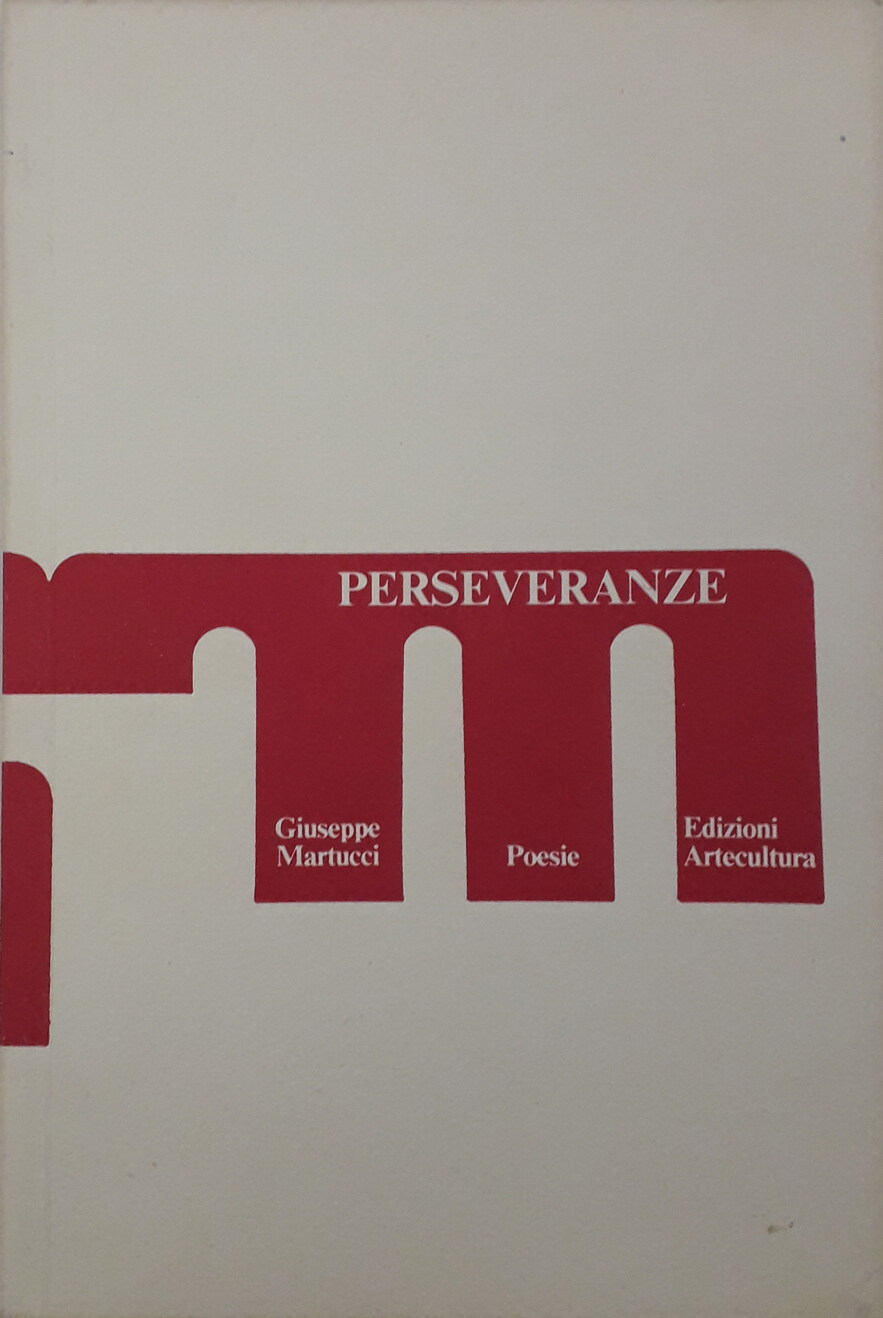 PERSEVERANZE
Giuseppe
Martucci
Poesie
Edizioni
Artecultura